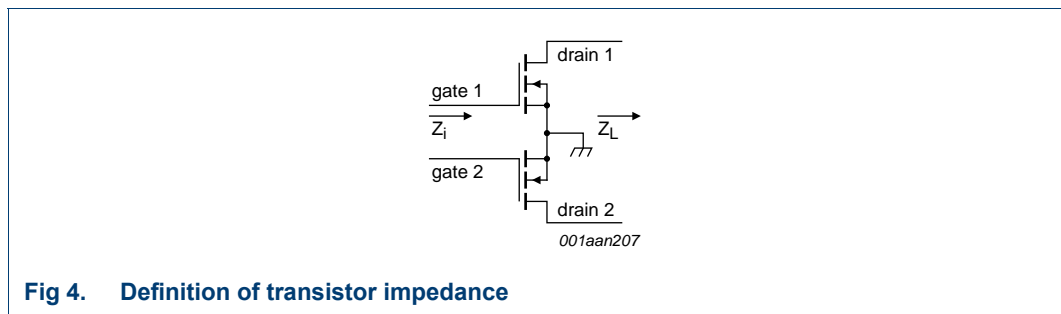 drain 1
gate 1
Zi
ZL
gate 2
drain 2
001aan207
Fig 4. Definition of transistor impedance